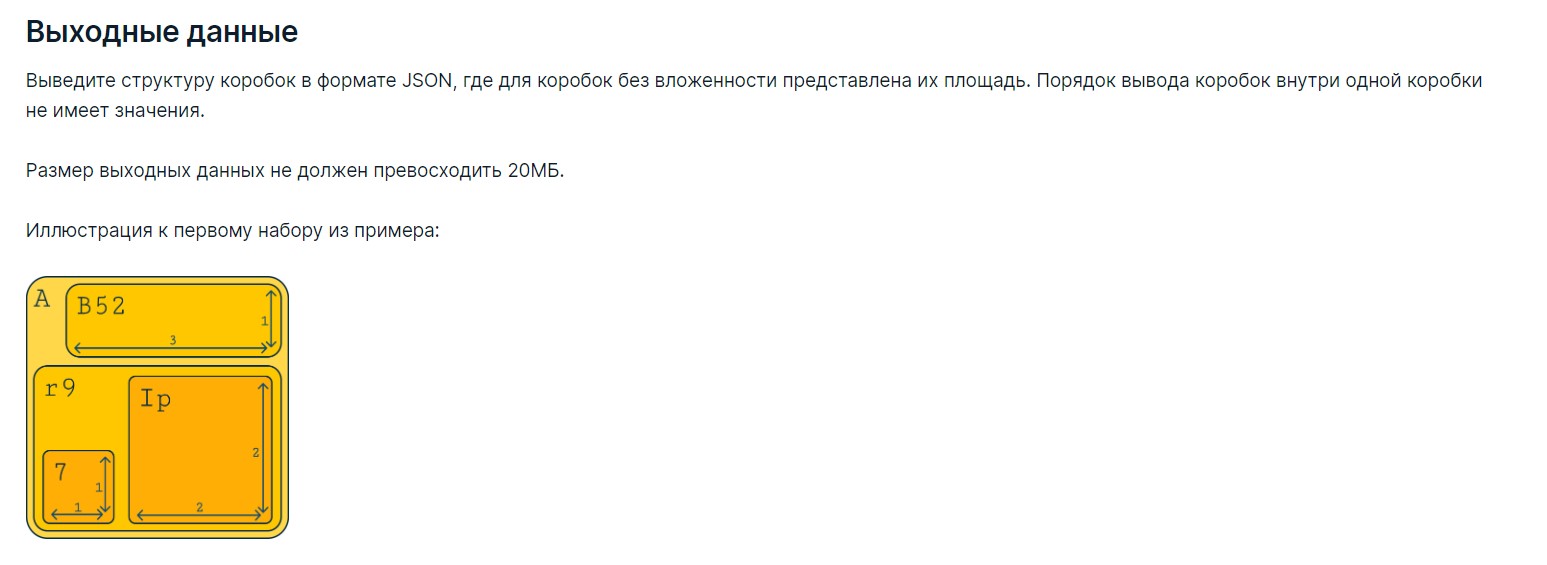 Выходные данные
Выведите структуру коробок в формате JSON, где для коробок без вложенности представлена их площадь. Порядок вывода коробок внутри одной коробки
не имеет значения.
Размер выходных данных не должен превосходить 20МБ.
Иллюстрация к первому набору из примера:
A
B52
1
3
r9
Ip
2
7
1
1
2